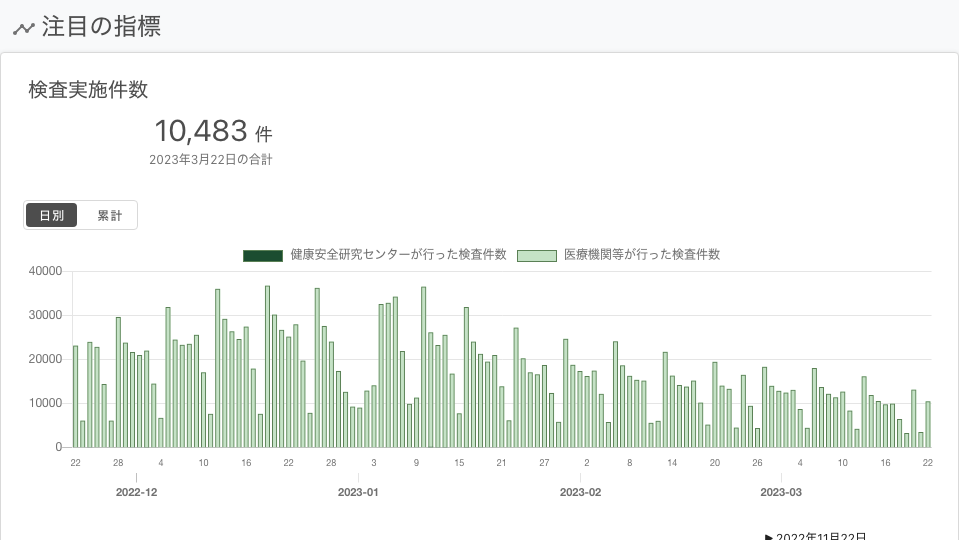 注目の指標
検査実施件数
10,483 件
2023年3月22日の合計
日別 累計
健康安全研究センターが行った検査件数 医療機関等が行った検査件数
40000
30000
20000
10000
0
22 28 4 10 16 22 28 3 9 15 21 27 2 8 14 20 26 4 10 16 22
2022-12 2023-01 2023-02 2023-03
▶ 2022年11月22日